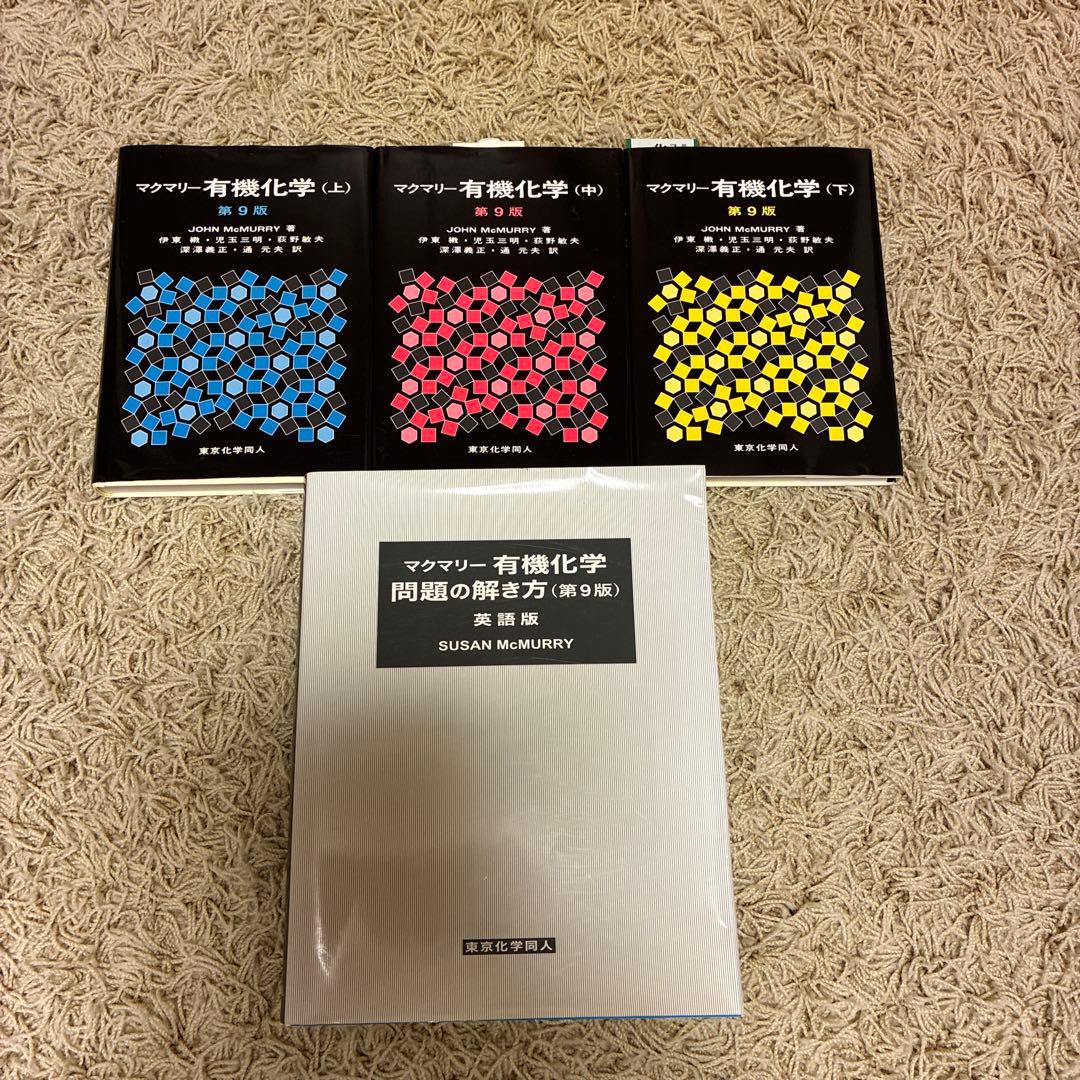 マクマリー 有機化学(上)
第9版
JOHN McMURRY 著
伊東 橄・児玉三明・荻野敏夫
深澤義正・通 元夫 訳
東京化学同人
マクマリー 有機化学(中)
第9版
JOHN McMURRY 著
伊東 橄・児玉三明・荻野敏夫
深澤義正・通 元夫 訳
東京化学同人
マクマリー 有機化学(下)
第9版
JOHN McMURRY 著
伊東 橄・児玉三明・荻野敏夫
深澤義正・通 元夫 訳
東京化学同人
マクマリー 有機化学
問題の解き方(第9版)
英語版
SUSAN McMURRY
東京化学同人